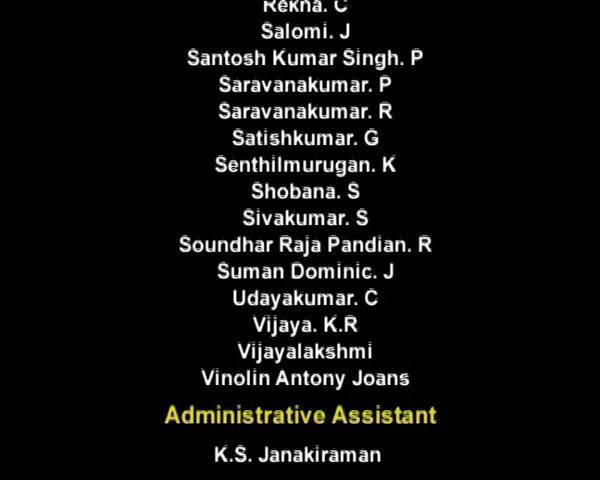 Rekha. C
Salomi. J
Santosh Kumar Singh. P
Saravanakumar. P
Saravanakumar. R
Satishkumar. G
Senthilmurugan. K
Shobana. S
Sivakumar. S
Soundhar Raja Pandian. R
Suman Dominic. J
Udayakumar. C
Vijaya. K.R
Vijayalakshmi
Vinolin Antony Joans
Administrative Assistant
K.S. Janakiraman